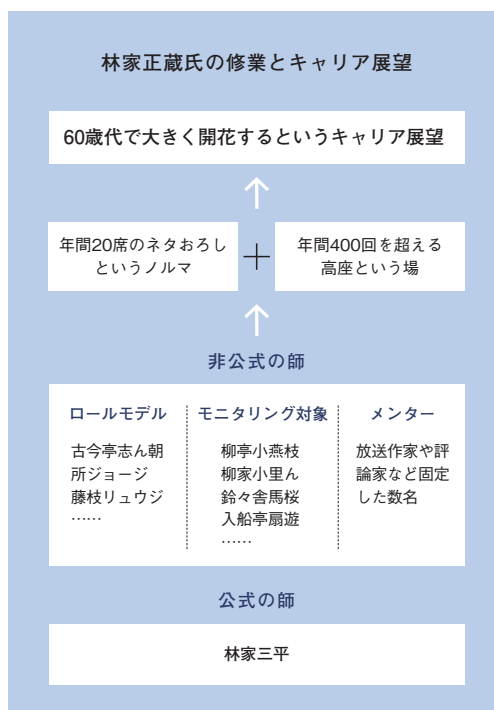 林家正蔵氏の修業とキャリア展望
60歳代で大きく開花するというキャリア展望
年間20席のネタおろし
というノルマ
+
年間400回を超える
高座という場
非公式の師
ロールモデル
古今亭志ん朝
所ジョージ
藤枝リュウジ
……
モニタリング対象
柳亭小燕枝
柳家小里ん
鈴々舎馬桜
入船亭扇遊
……
メンター
放送作家や評
論家など固定
した数名
公式の師
林家三平